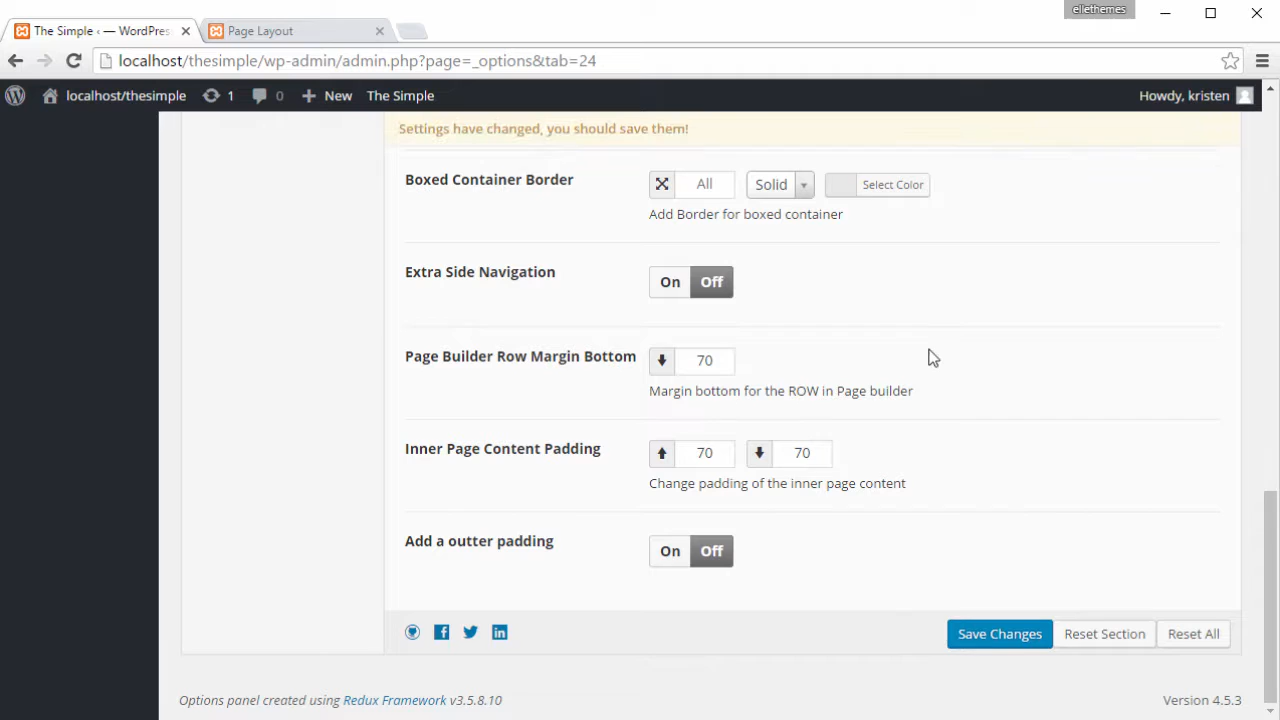 ellethemes
The Simple ‹ — WordPres
Page Layout
localhost/thesimple/wp-admin/admin.php?page=_options&tab=24
localhost/thesimple 1 0 New The Simple Howdy, kristen
Settings have changed, you should save them!
Boxed Container Border All Solid Select Color
Add Border for boxed container
Extra Side Navigation On Off
Page Builder Row Margin Bottom 70
Margin bottom for the ROW in Page builder
Inner Page Content Padding 70 70
Change padding of the inner page content
Add a outter padding On Off
Save Changes Reset Section Reset All
Options panel created using Redux Framework v3.5.8.10 Version 4.5.3